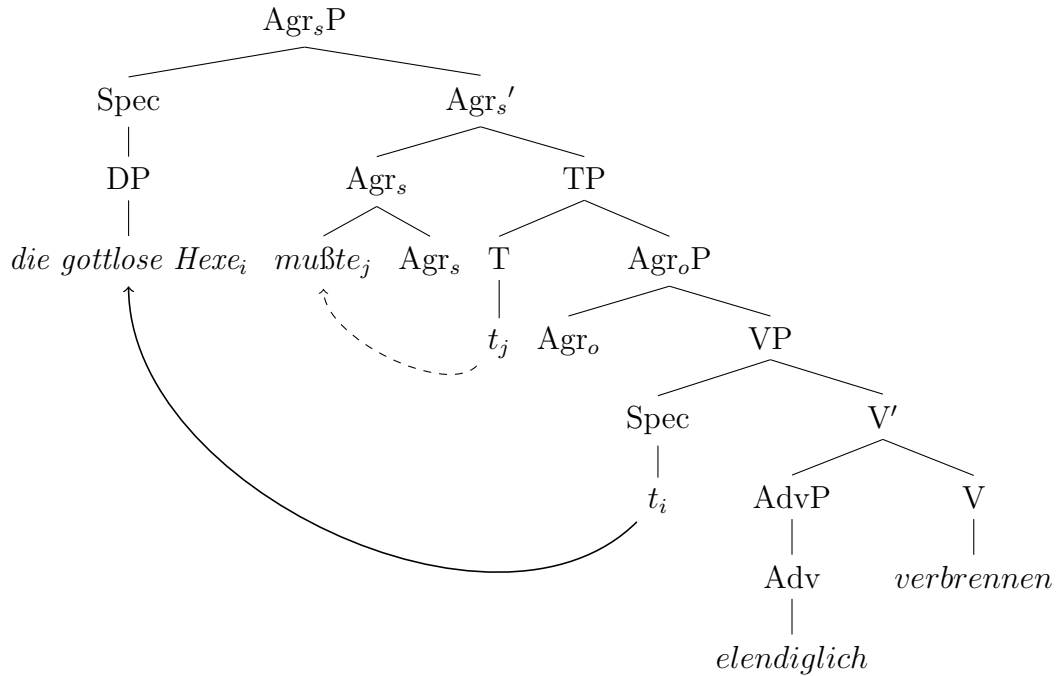 AgrₛP
Spec Agrₛ′
DP Agrₛ TP
die gottlose Hexeᵢ mußteⱼ Agrₛ T AgrₒP
tⱼ Agrₒ VP
Spec V′
tᵢ AdvP V
Adv verbrennen
elendiglich